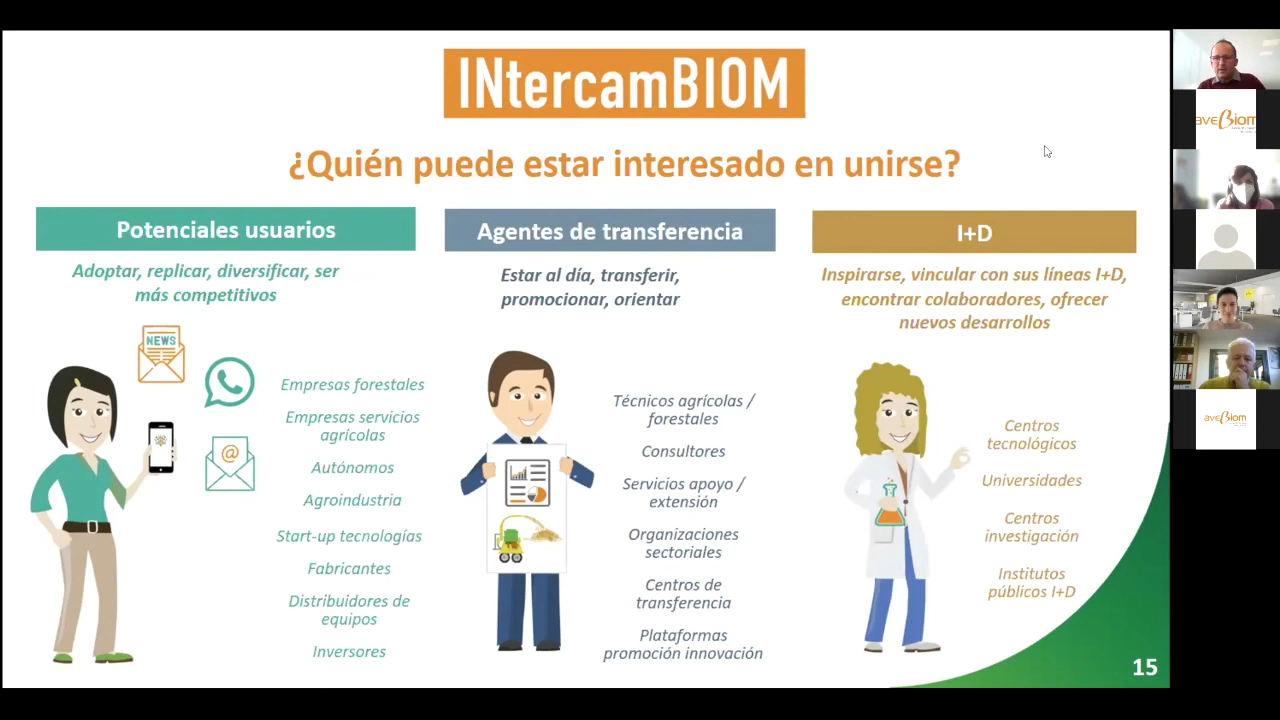 INtercamBIOM
¿Quién puede estar interesado en unirse?
Potenciales usuarios
Adoptar, replicar, diversificar, ser
más competitivos
NEWS
@
Empresas forestales
Empresas servicios
agrícolas
Autónomos
Agroindustria
Start-up tecnologías
Fabricantes
Distribuidores de
equipos
Inversores
Agentes de transferencia
Estar al día, transferir,
promocionar, orientar
Técnicos agrícolas /
forestales
Consultores
Servicios apoyo /
extensión
Organizaciones
sectoriales
Centros de
transferencia
Plataformas
promoción innovación
I+D
Inspirarse, vincular con sus líneas I+D,
encontrar colaboradores, ofrecer
nuevos desarrollos
Centros
tecnológicos
Universidades
Centros
investigación
Institutos
públicos I+D
15
aveBiom
aveBiom